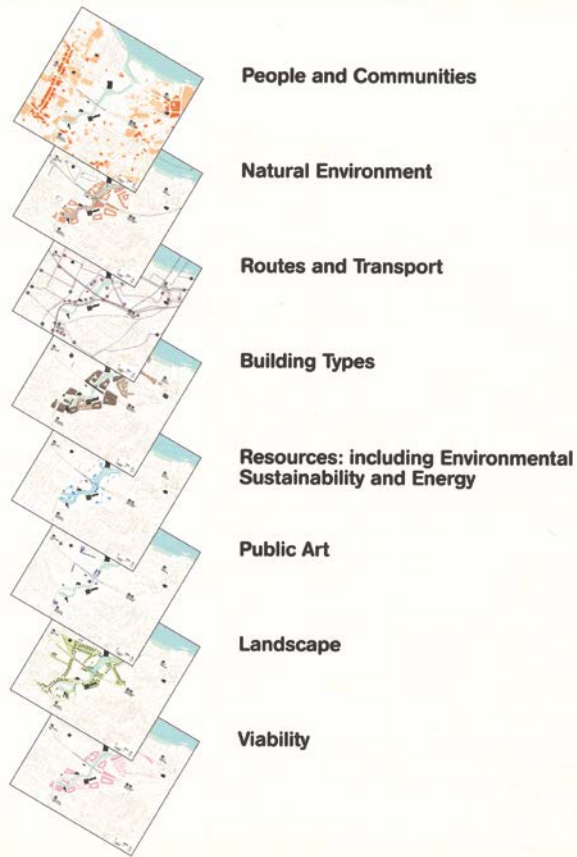 People and Communities
Natural Environment
Routes and Transport
Building Types
Resources: including Environmental
Sustainability and Energy
Public Art
Landscape
Viability